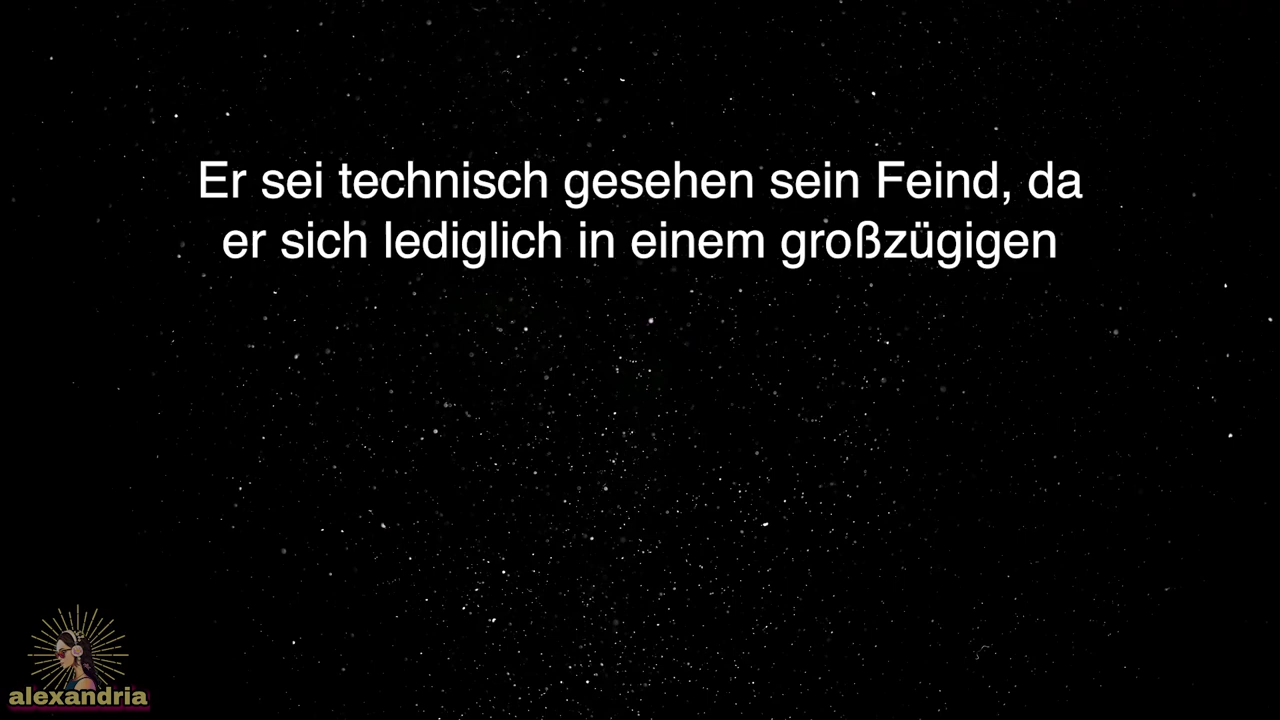 Er sei technisch gesehen sein Feind, da
er sich lediglich in einem großzügigen
alexandria